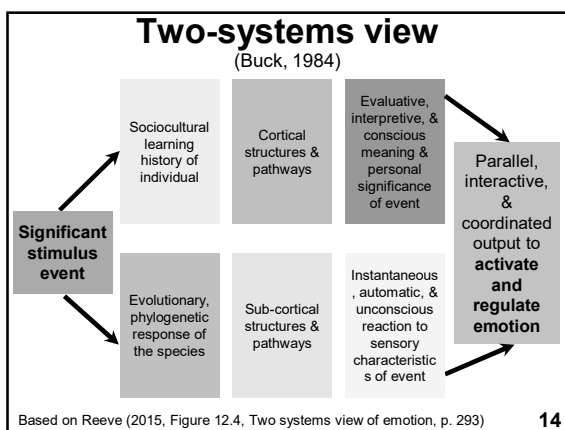 Two-systems view
(Buck, 1984)
Significant
stimulus
event
Sociocultural
learning
history of
individual
Cortical
structures &
pathways
Evaluative,
interpretive, &
conscious
meaning &
personal
significance
of event
Evolutionary,
phylogenetic
response of
the species
Sub-cortical
structures &
pathways
Instantaneous
, automatic, &
unconscious
reaction to
sensory
characteristic
s of event
Parallel,
interactive,
&
coordinated
output to
activate
and
regulate
emotion
Based on Reeve (2015, Figure 12.4, Two systems view of emotion, p. 293)
14